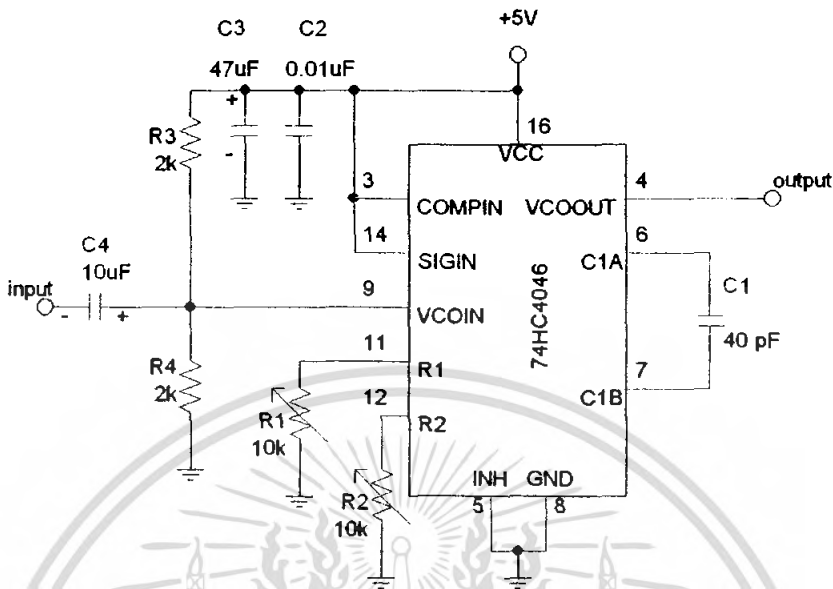 +5V
C3
C2
47uF
0.01uF
+
-
R3
2k
16
VCC
3
COMPIN
VCOOUT
4
output
14
SIGIN
6
C1A
C4
10uF
input
-
+
9
VCOIN
74HC4046
C1
40 pF
11
R1
7
C1B
R4
2k
12
R2
R1
10k
R2
10k
INH
GND
5
8